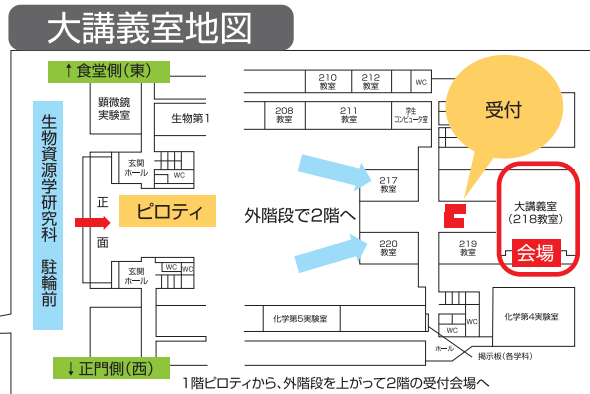 大講義室地図
↑食堂側(東)
210
教室
212
教室
WC
顕微鏡
実験室
生物第1
208
教室
211
教室
学生
コンピュータ室
受付
生物資源学研究科 駐輪前
玄関
ホール
WC
217
教室
正面
ピロティ
外階段で2階へ
大講義室
(218教室)
会場
220
教室
219
教室
玄関
ホール
WC
WC
化学第5実験室
WC
WC
化学第4実験室
ホール
掲示板(各学科)
↓正門側(西)
1階ピロティから、外階段を上がって2階の受付会場へ